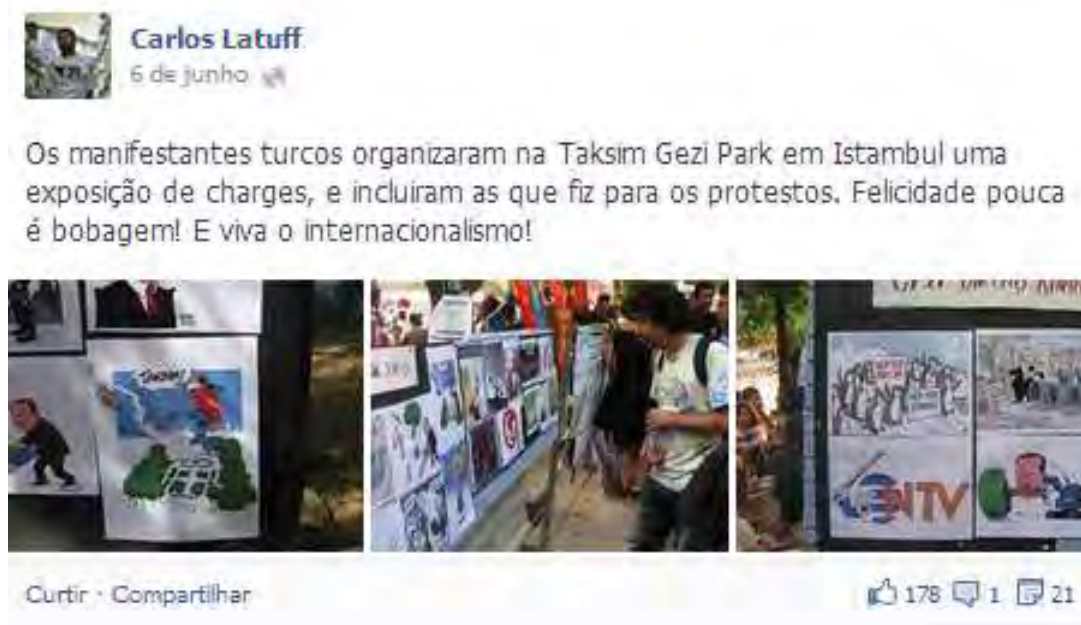 Carlos Latuff
6 de junho
Os manifestantes turcos organizaram na Taksim Gezi Park em Istambul uma
exposição de charges, e incluiram as que fiz para os protestos. Felicidade pouca
é bobagem! E viva o internacionalismo!
NTV
Curtir · Compartilhar
178 1 21